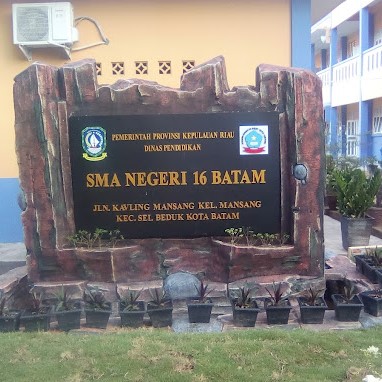 PEMERINTAH PROVINSI KEPULAUAN RIAU
DINAS PENDIDIKAN
SMA NEGERI 16 BATAM
JLN. KAVLING MANSANG KEL. MANSANG
KEC. SEI. BEDUK KOTA BATAM